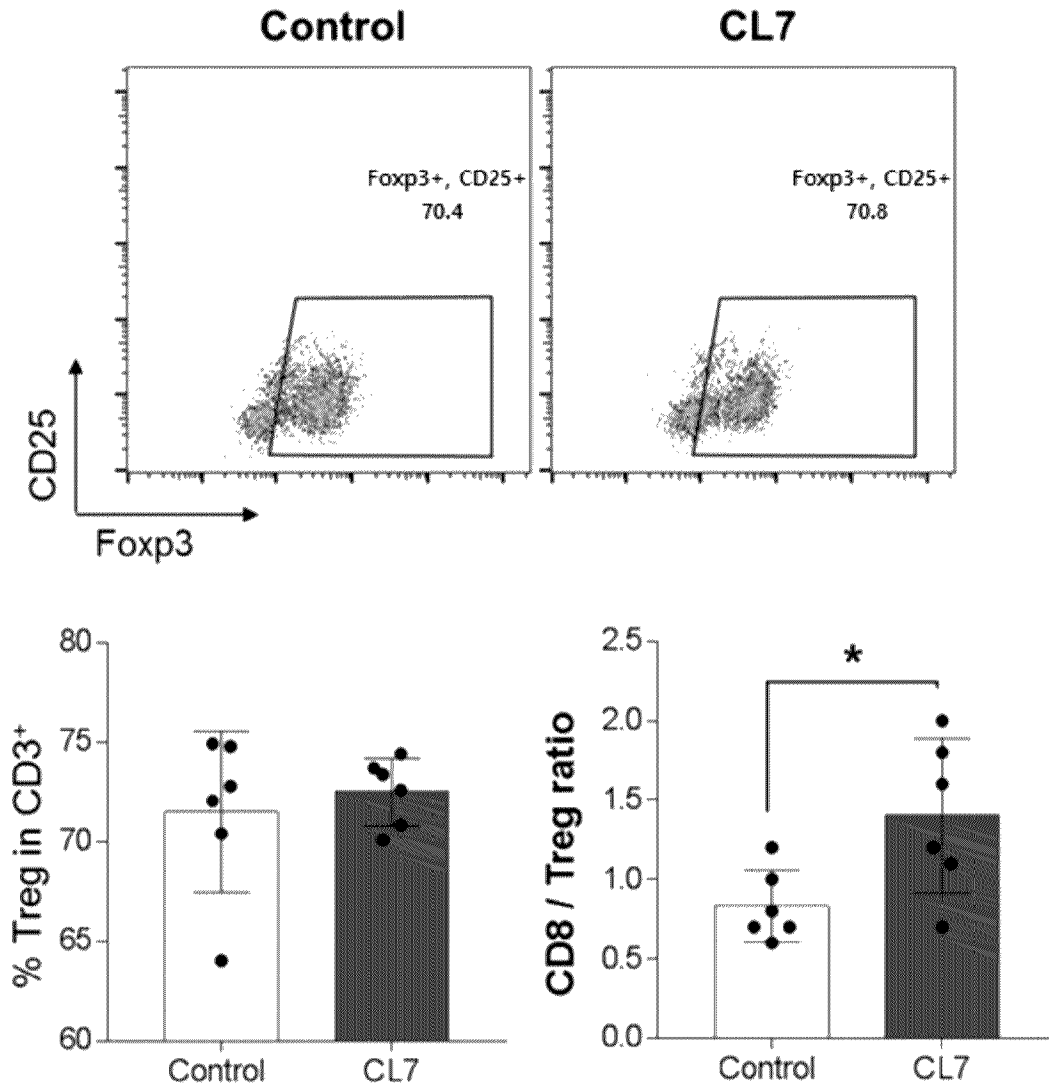 Control
CL7
Foxp3+, CD25+
70.4
Foxp3+, CD25+
70.8
CD25
Foxp3
% Treg in CD3+
80
75
70
65
60
Control
CL7
CD8 / Treg ratio
2.5
2.0
1.5
1.0
0.5
0.0
*
Control
CL7